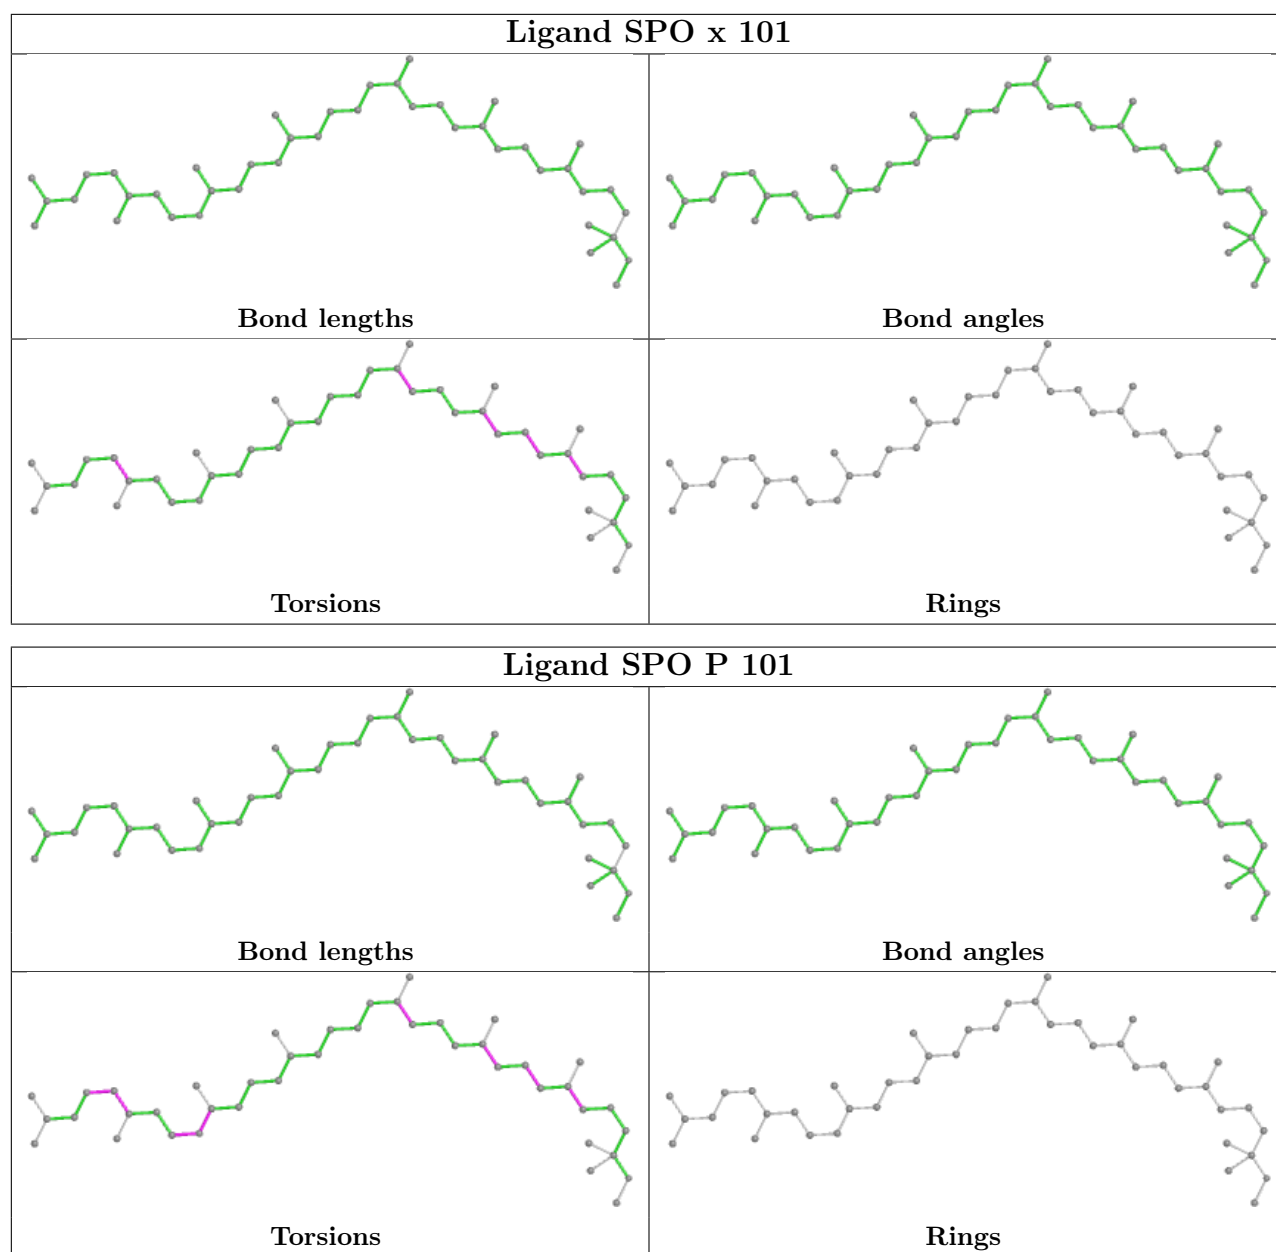 Ligand SPO x 101
Bond lengths
Bond angles
Torsions
Rings
Ligand SPO P 101
Bond lengths
Bond angles
Torsions
Rings